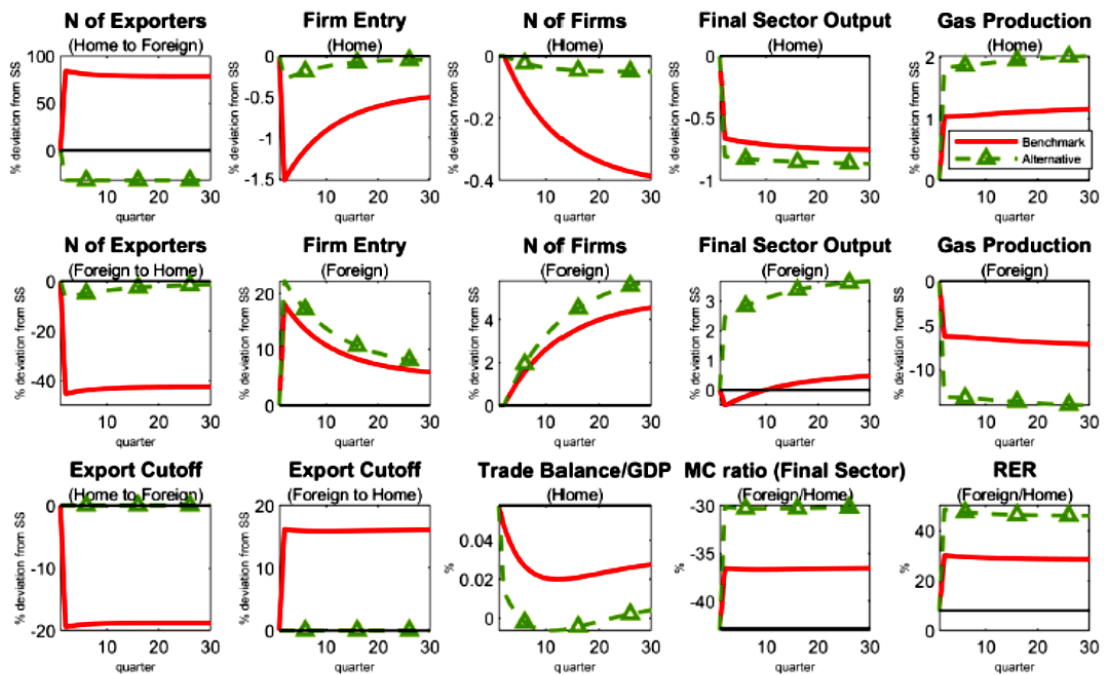 N of Exporters
(Home to Foreign)
% deviation from SS
100
50
0
10 20 30
quarter
Firm Entry
(Home)
% deviation from SS
0
-0.5
-1
-1.5
10 20 30
quarter
N of Firms
(Home)
% deviation from SS
0
-0.2
-0.4
10 20 30
quarter
Final Sector Output
(Home)
% deviation from SS
0
-0.5
-1
10 20 30
quarter
Gas Production
(Home)
% deviation from SS
2
1
0
Benchmark
Alternative
10 20 30
quarter
N of Exporters
(Foreign to Home)
% deviation from SS
0
-20
-40
10 20 30
quarter
Firm Entry
(Foreign)
% deviation from SS
20
10
0
10 20 30
quarter
N of Firms
(Foreign)
% deviation from SS
4
2
0
10 20 30
quarter
Final Sector Output
(Foreign)
% deviation from SS
3
2
1
0
10 20 30
quarter
Gas Production
(Foreign)
% deviation from SS
0
-5
-10
10 20 30
quarter
Export Cutoff
(Home to Foreign)
% deviation from SS
0
-10
-20
10 20 30
quarter
Export Cutoff
(Foreign to Home)
% deviation from SS
20
10
0
10 20 30
quarter
Trade Balance/GDP
(Home)
%
0.04
0.02
0
10 20 30
quarter
MC ratio (Final Sector)
(Foreign/Home)
%
-30
-35
-40
10 20 30
quarter
RER
(Foreign/Home)
%
40
20
0
10 20 30
quarter